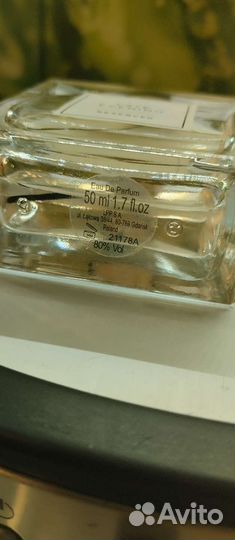 RESERVED
Eau De Parfum
50 ml 1.7 fl.oz
LPP S.A.
ul. Łąkowa 39/44, 80-769 Gdańsk
Poland
21178A
80% Vol
Avito